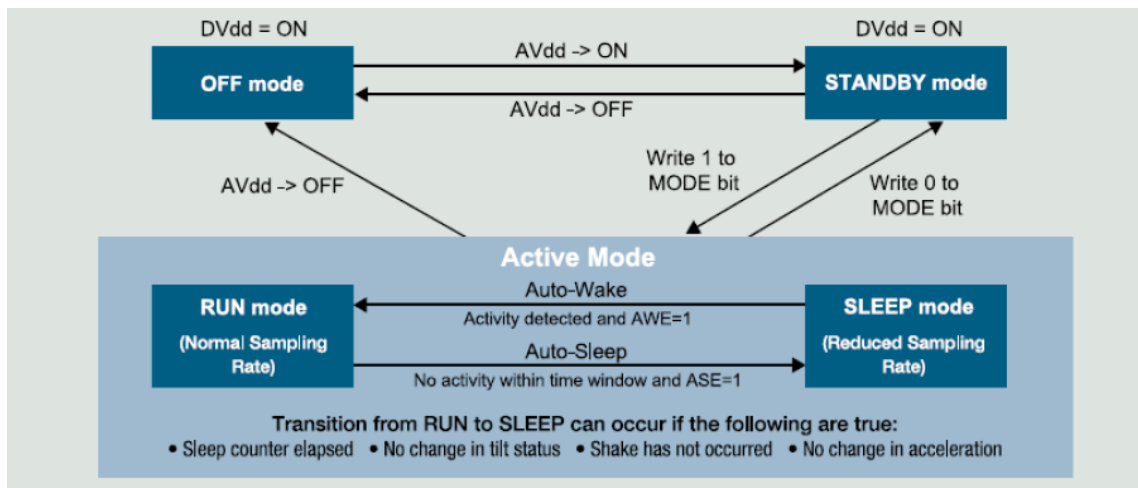 DVdd = ON
DVdd = ON
OFF mode
AVdd -> ON
STANDBY mode
AVdd -> OFF
AVdd -> OFF
Write 1 to
MODE bit
Write 0 to
MODE bit
Active Mode
RUN mode
(Normal Sampling
Rate)
Auto-Wake
Activity detected and AWE=1
Auto-Sleep
No activity within time window and ASE=1
SLEEP mode
(Reduced Sampling
Rate)
Transition from RUN to SLEEP can occur if the following are true:
• Sleep counter elapsed • No change in tilt status • Shake has not occurred • No change in acceleration